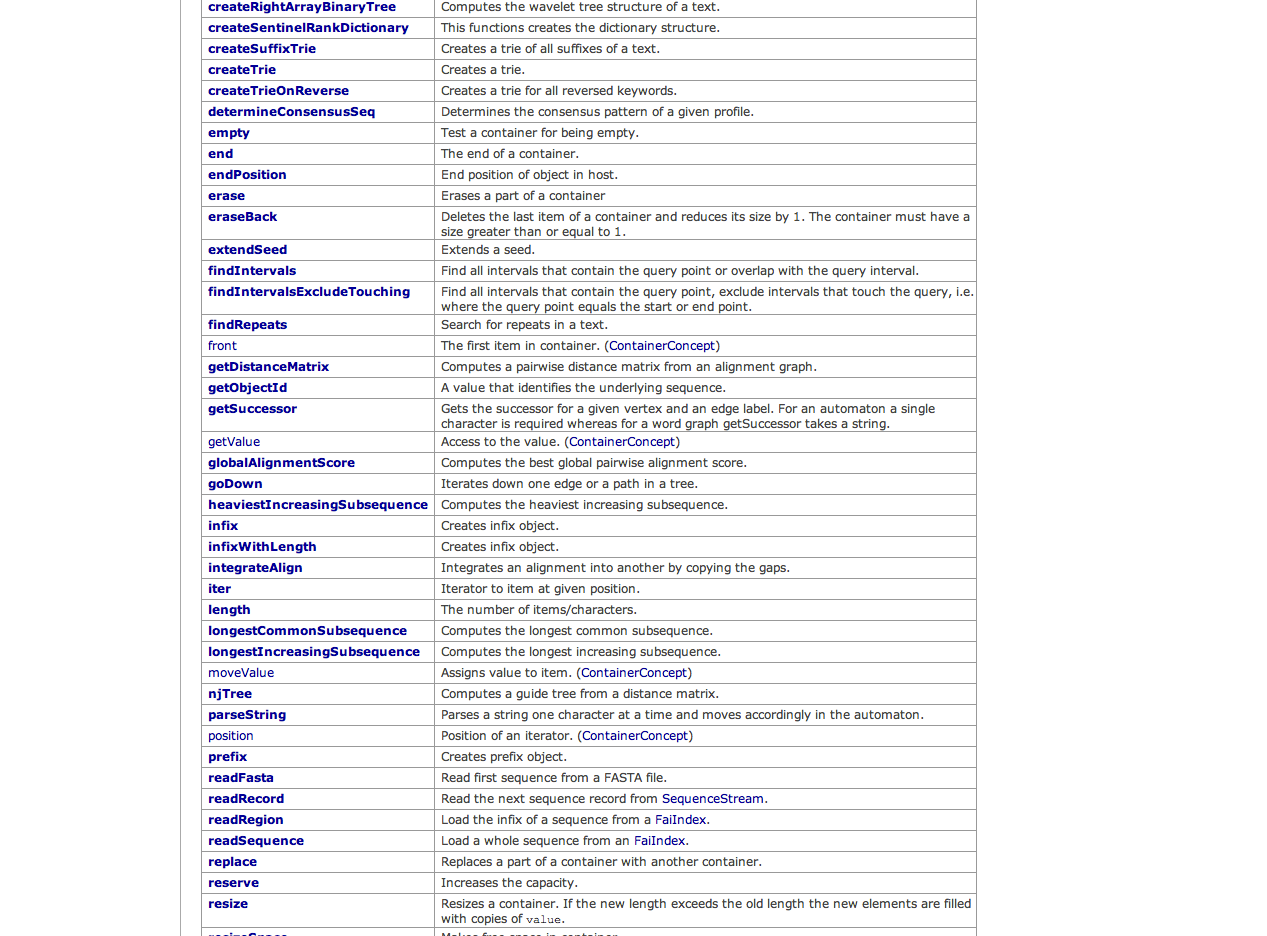 createRightArrayBinaryTree Computes the wavelet tree structure of a text.
createSentinelRankDictionary This functions creates the dictionary structure.
createSuffixTrie Creates a trie of all suffixes of a text.
createTrie Creates a trie.
createTrieOnReverse Creates a trie for all reversed keywords.
determineConsensusSeq Determines the consensus pattern of a given profile.
empty Test a container for being empty.
end The end of a container.
endPosition End position of object in host.
erase Erases a part of a container
eraseBack Deletes the last item of a container and reduces its size by 1. The container must have a
size greater than or equal to 1.
extendSeed Extends a seed.
findIntervals Find all intervals that contain the query point or overlap with the query interval.
findIntervalsExcludeTouching Find all intervals that contain the query point, exclude intervals that touch the query, i.e.
where the query point equals the start or end point.
findRepeats Search for repeats in a text.
front The first item in container. (ContainerConcept)
getDistanceMatrix Computes a pairwise distance matrix from an alignment graph.
getObjectId A value that identifies the underlying sequence.
getSuccessor Gets the successor for a given vertex and an edge label. For an automaton a single
character is required whereas for a word graph getSuccessor takes a string.
getValue Access to the value. (ContainerConcept)
globalAlignmentScore Computes the best global pairwise alignment score.
goDown Iterates down one edge or a path in a tree.
heaviestIncreasingSubsequence Computes the heaviest increasing subsequence.
infix Creates infix object.
infixWithLength Creates infix object.
integrateAlign Integrates an alignment into another by copying the gaps.
iter Iterator to item at given position.
length The number of items/characters.
longestCommonSubsequence Computes the longest common subsequence.
longestIncreasingSubsequence Computes the longest increasing subsequence.
moveValue Assigns value to item. (ContainerConcept)
njTree Computes a guide tree from a distance matrix.
parseString Parses a string one character at a time and moves accordingly in the automaton.
position Position of an iterator. (ContainerConcept)
prefix Creates prefix object.
readFasta Read first sequence from a FASTA file.
readRecord Read the next sequence record from SequenceStream.
readRegion Load the infix of a sequence from a FaiIndex.
readSequence Load a whole sequence from an FaiIndex.
replace Replaces a part of a container with another container.
reserve Increases the capacity.
resize Resizes a container. If the new length exceeds the old length the new elements are filled
with copies of value.